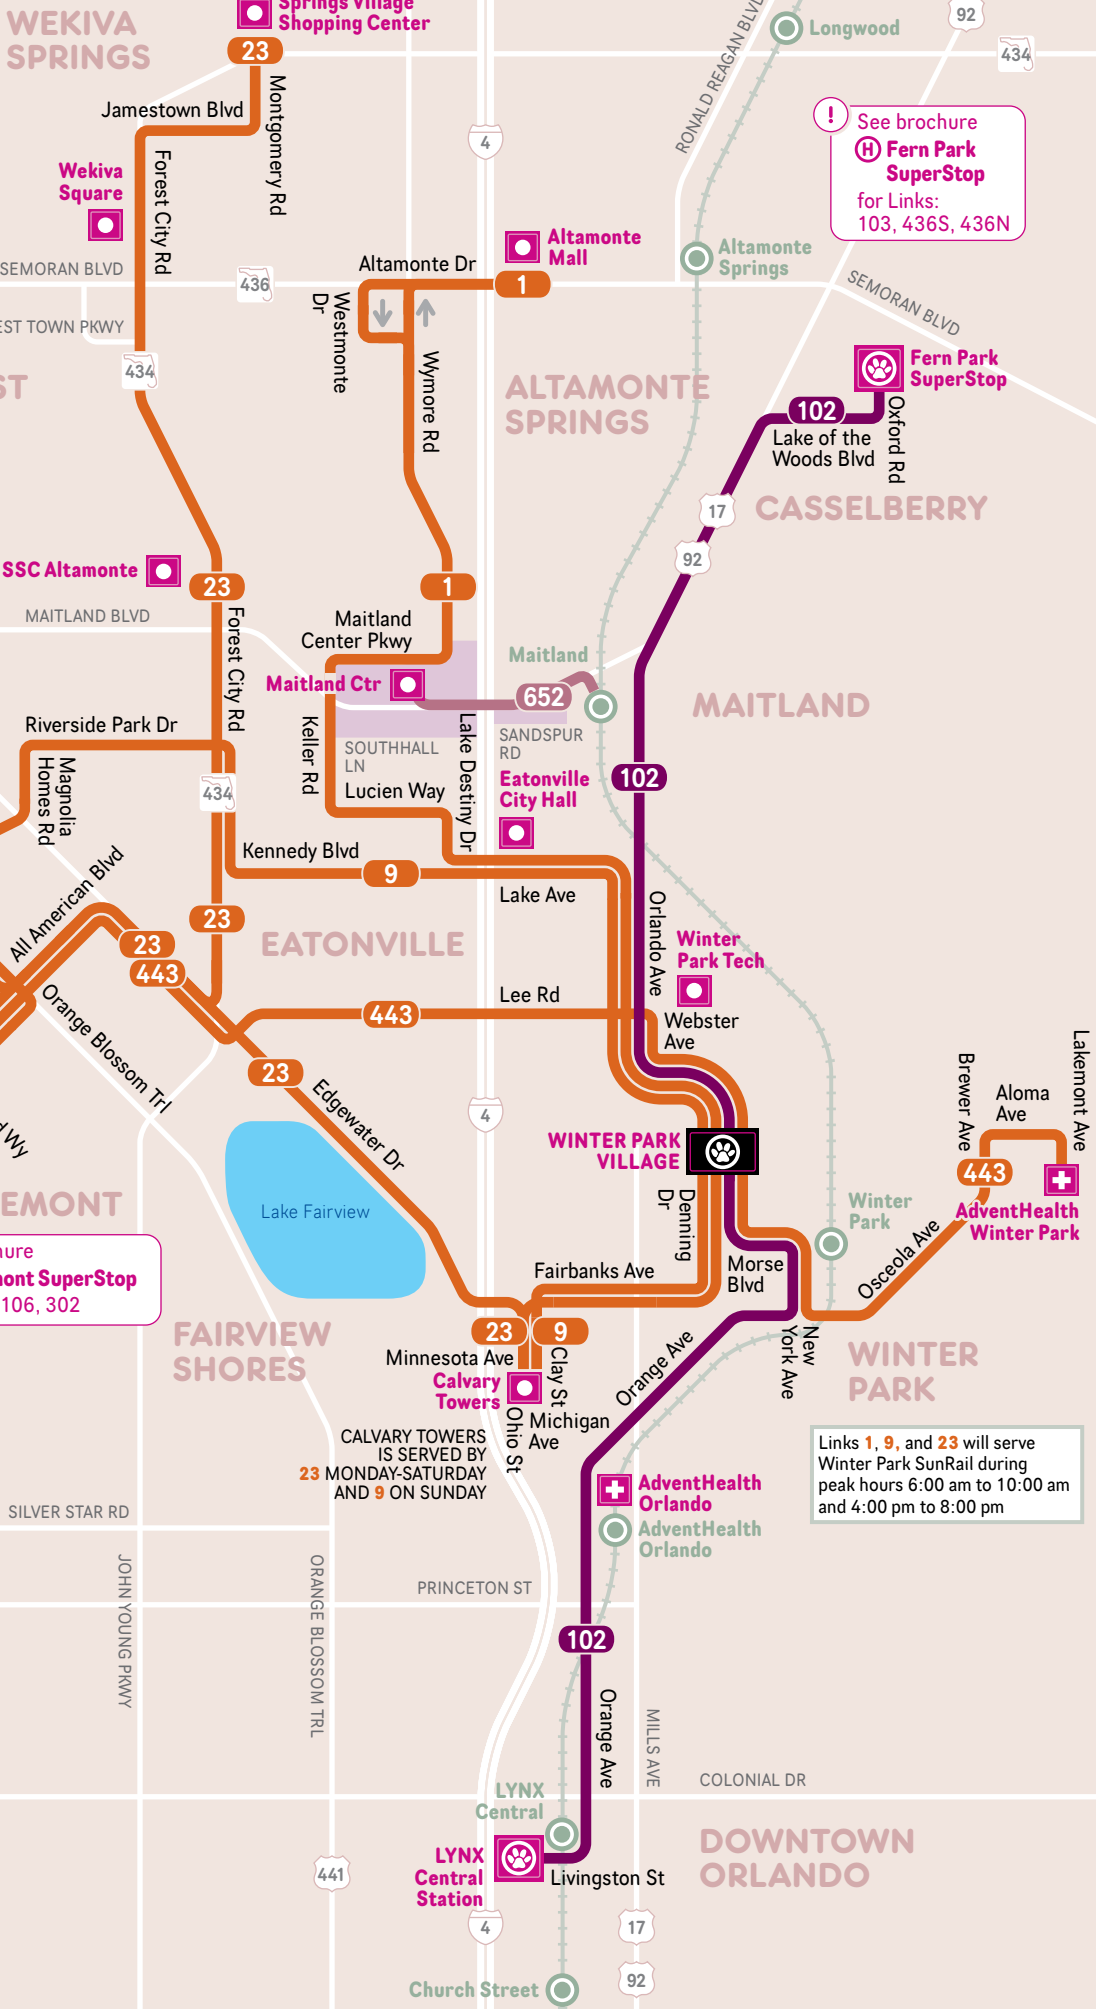 WEKIVA
SPRINGS
Springs Village
Shopping Center
23
Longwood
92
434
RONALD REAGAN BLVD
Jamestown Blvd
Montgomery Rd
4
!
See brochure
H Fern Park
SuperStop
for Links:
103, 436S, 436N
Wekiva
Square
Forest City Rd
Altamonte
Mall
Altamonte
Springs
SEMORAN BLVD
436
Altamonte Dr
1
SEMORAN BLVD
EST TOWN PKWY
Westmonte
Dr
Wymore Rd
434
ST
ALTAMONTE
SPRINGS
Fern Park
SuperStop
102
Oxford Rd
Lake of the
Woods Blvd
17
CASSELBERRY
92
SSC Altamonte
23
1
MAITLAND BLVD
Forest City Rd
Maitland
Center Pkwy
Maitland
Maitland Ctr
652
MAITLAND
Riverside Park Dr
Keller Rd
SOUTHHALL
LN
Lake Destiny Dr
SANDSPUR
RD
Magnolia
Homes Rd
434
Lucien Way
Eatonville
City Hall
102
Kennedy Blvd
9
Lake Ave
All American Blvd
23
23
443
EATONVILLE
Orlando Ave
Winter
Park Tech
Orange Blossom Trl
443
Lee Rd
Webster
Ave
23
Edgewater Dr
4
Brewer Ave
Aloma
Ave
Lakemont Ave
d Wy
WINTER PARK
VILLAGE
443
AdventHealth
Winter Park
EMONT
Lake Fairview
Denning
Dr
Winter
Park
Osceola Ave
hure
mont SuperStop
106, 302
Fairbanks Ave
Morse
Blvd
FAIRVIEW
SHORES
23
9
Minnesota Ave
Clay St
Calvary
Towers
Orange Ave
New
York Ave
WINTER
PARK
Ohio St
Michigan
Ave
CALVARY TOWERS
IS SERVED BY
23 MONDAY-SATURDAY
AND 9 ON SUNDAY
Links 1, 9, and 23 will serve
Winter Park SunRail during
peak hours 6:00 am to 10:00 am
and 4:00 pm to 8:00 pm
AdventHealth
Orlando
AdventHealth
Orlando
SILVER STAR RD
JOHN YOUNG PKWY
ORANGE BLOSSOM TRL
PRINCETON ST
102
Orange Ave
MILLS AVE
COLONIAL DR
LYNX
Central
LYNX
Central
Station
Livingston St
DOWNTOWN
ORLANDO
441
4
17
92
Church Street